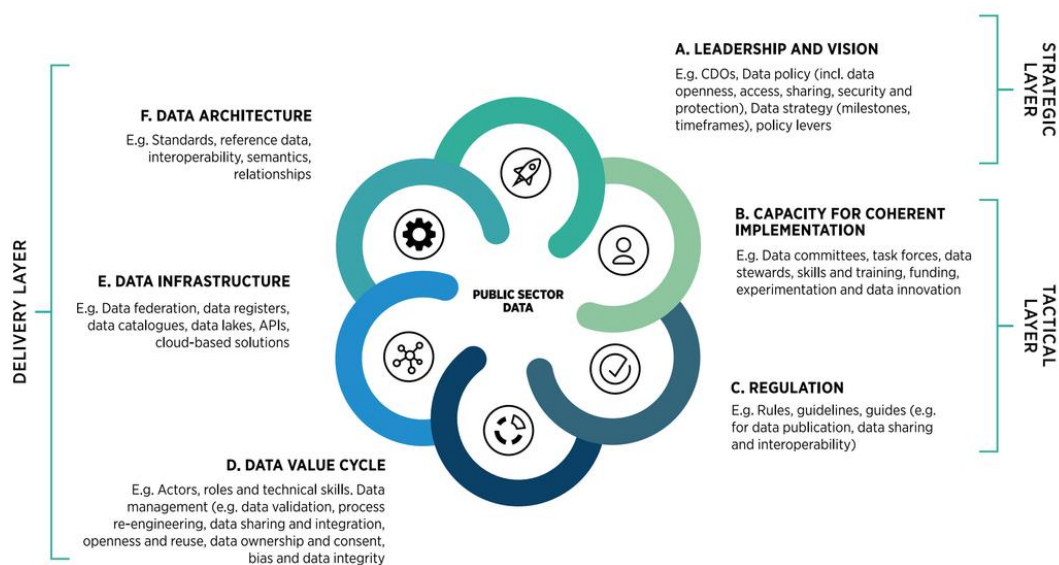 A. LEADERSHIP AND VISION
E.g. CDOs, Data policy (incl. data
openness, access, sharing, security and
protection), Data strategy (milestones,
timeframes), policy levers
STRATEGIC
LAYER
B. CAPACITY FOR COHERENT
IMPLEMENTATION
E.g. Data committees, task forces, data
stewards, skills and training, funding,
experimentation and data innovation
C. REGULATION
E.g. Rules, guidelines, guides (e.g.
for data publication, data sharing
and interoperability)
TACTICAL
LAYER
D. DATA VALUE CYCLE
E.g. Actors, roles and technical skills. Data
management (e.g. data validation, process
re-engineering, data sharing and integration,
openness and reuse, data ownership and consent,
bias and data integrity
E. DATA INFRASTRUCTURE
E.g. Data federation, data registers,
data catalogues, data lakes, APIs,
cloud-based solutions
F. DATA ARCHITECTURE
E.g. Standards, reference data,
interoperability, semantics,
relationships
DELIVERY LAYER
PUBLIC SECTOR
DATA